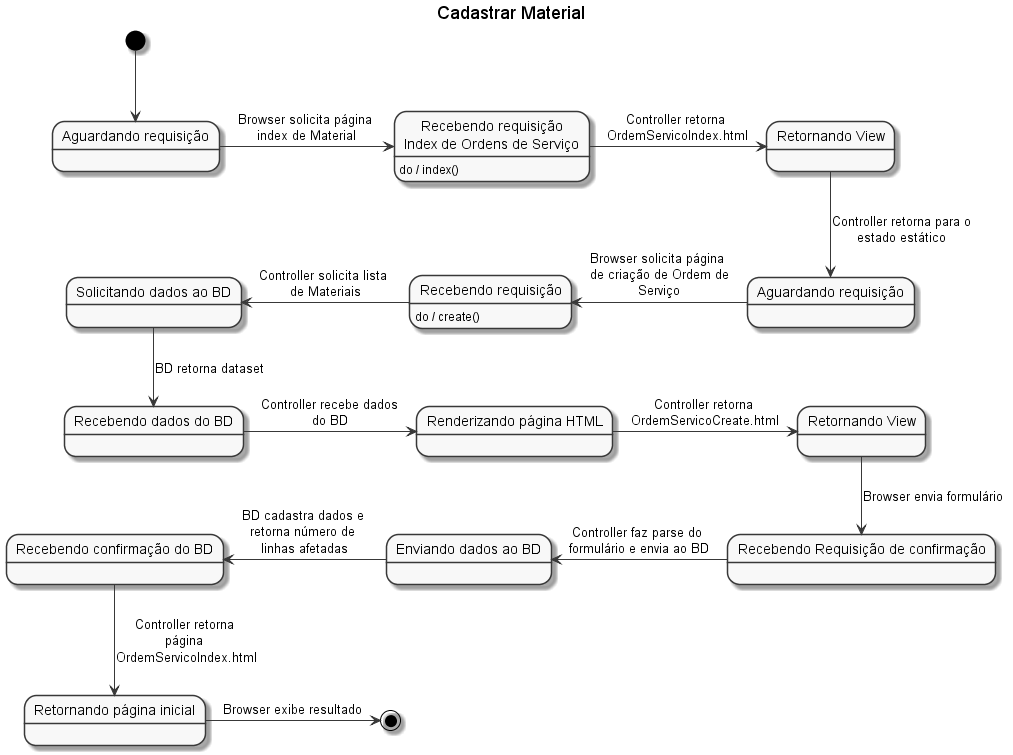 Cadastrar Material
Aguardando requisição
Browser solicita página
index de Material
Recebendo requisição
Index de Ordens de Serviço
do / index()
Controller retorna
OrdemServicoIndex.html
Retornando View
Controller retorna para o
estado estático
Aguardando requisição
Browser solicita página
de criação de Ordem de
Serviço
Recebendo requisição
do / create()
Controller solicita lista
de Materiais
Solicitando dados ao BD
BD retorna dataset
Recebendo dados do BD
Controller recebe dados
do BD
Renderizando página HTML
Controller retorna
OrdemServicoCreate.html
Retornando View
Browser envia formulário
Recebendo Requisição de confirmação
Controller faz parse do
formulário e envia ao BD
Enviando dados ao BD
BD cadastra dados e
retorna número de
linhas afetadas
Recebendo confirmação do BD
Controller retorna
página
OrdemServicoIndex.html
Retornando página inicial
Browser exibe resultado